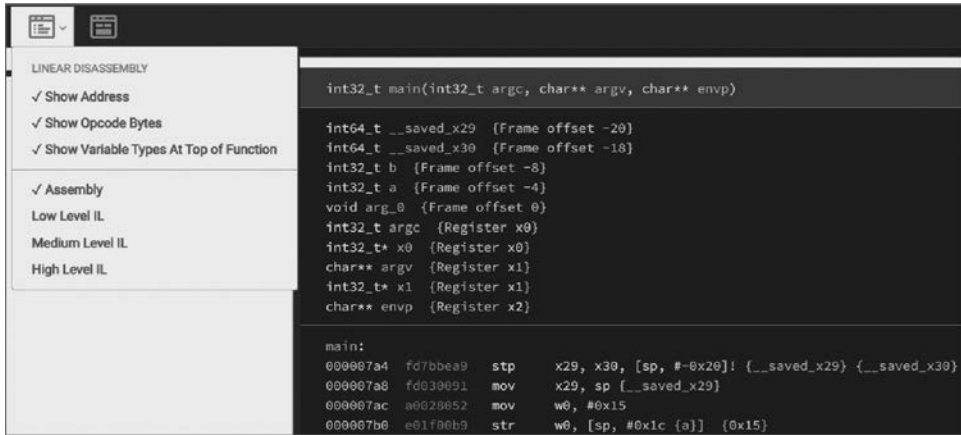 LINEAR DISASSEMBLY
✓ Show Address
✓ Show Opcode Bytes
✓ Show Variable Types At Top of Function
✓ Assembly
Low Level IL
Medium Level IL
High Level IL
int32_t main(int32_t argc, char** argv, char** envp)
int64_t __saved_x29 {Frame offset -20}
int64_t __saved_x30 {Frame offset -18}
int32_t b {Frame offset -8}
int32_t a {Frame offset -4}
void arg_0 {Frame offset 0}
int32_t argc {Register x0}
int32_t* x0 {Register x0}
char** argv {Register x1}
int32_t* x1 {Register x1}
char** envp {Register x2}
main:
000007a4 fd7bbea9 stp x29, x30, [sp, #-0x20]! {__saved_x29} {__saved_x30}
000007a8 fd030091 mov x29, sp {__saved_x29}
000007ac a0028052 mov w0, #0x15
000007b0 e01f00b9 str w0, [sp, #0x1c {a}] {0x15}